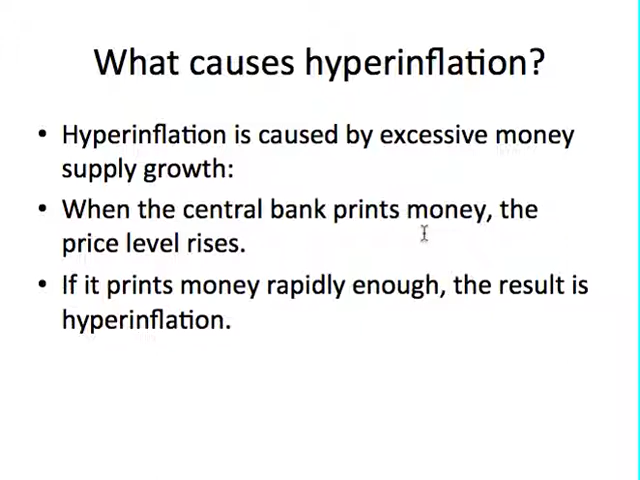 What causes hyperinflation?
• Hyperinflation is caused by excessive money
supply growth:
• When the central bank prints money, the
price level rises.
• If it prints money rapidly enough, the result is
hyperinflation.